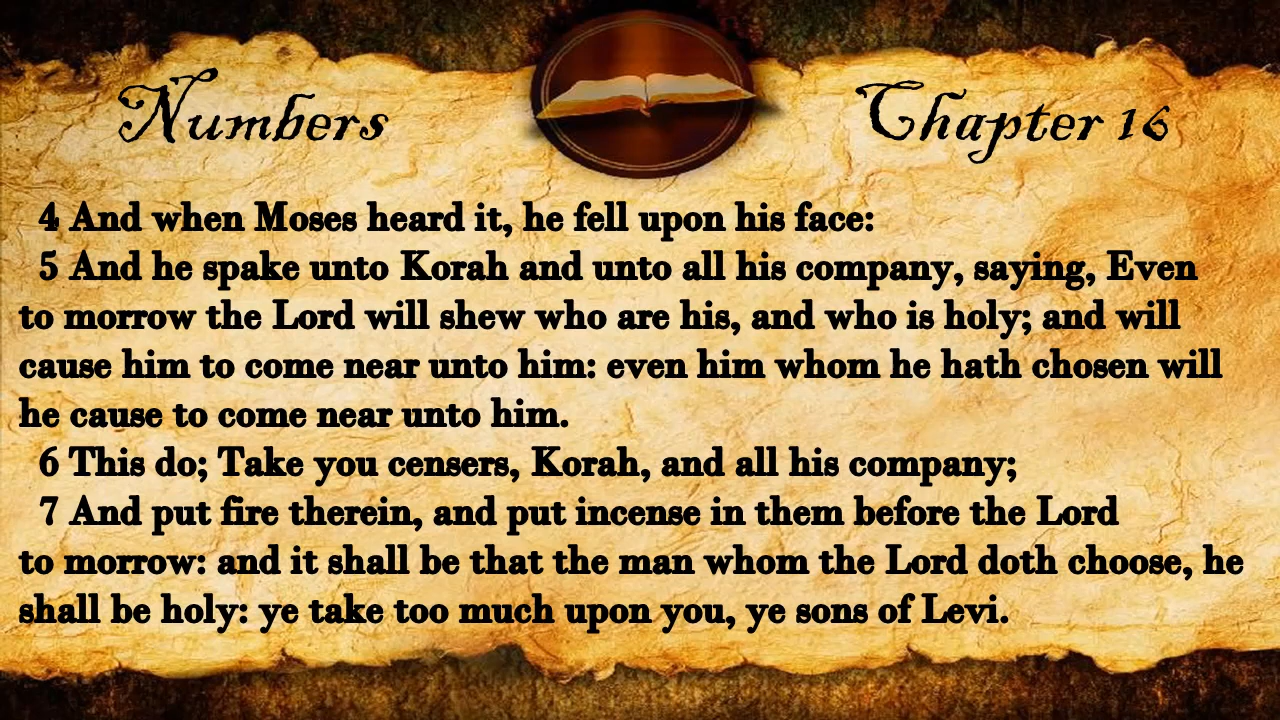 Numbers
Chapter 16
4 And when Moses heard it, he fell upon his face:
5 And he spake unto Korah and unto all his company, saying, Even
to morrow the Lord will shew who are his, and who is holy; and will
cause him to come near unto him: even him whom he hath chosen will
he cause to come near unto him.
6 This do; Take you censers, Korah, and all his company;
7 And put fire therein, and put incense in them before the Lord
to morrow: and it shall be that the man whom the Lord doth choose, he
shall be holy: ye take too much upon you, ye sons of Levi.